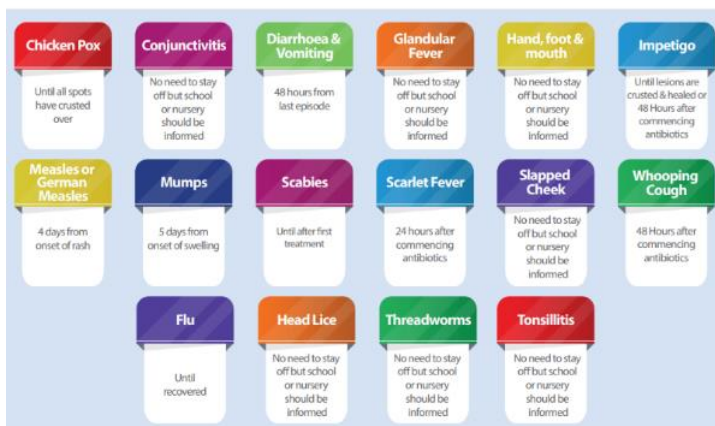 Chicken Pox
Until all spots
have crusted
over
Conjunctivitis
No need to stay
off but school
or nursery
should be
informed
Diarrhoea &
Vomiting
48 hours from
last episode
Glandular
Fever
No need to stay
off but school
or nursery
should be
informed
Hand, foot &
mouth
No need to stay
off but school
or nursery
should be
informed
Impetigo
Until lesions are
crusted & healed or
48 Hours after
commencing
antibiotics
Measles or
German
Measles
4 days from
onset of rash
Mumps
5 days from
onset of swelling
Scabies
Until after first
treatment
Scarlet Fever
24 hours after
commencing
antibiotics
Slapped
Cheek
No need to stay
off but school
or nursery
should be
informed
Whooping
Cough
48 Hours after
commencing
antibiotics
Flu
Until
recovered
Head Lice
No need to stay
off but school
or nursery
should be
informed
Threadworms
No need to stay
off but school
or nursery
should be
informed
Tonsillitis
No need to stay
off but school
or nursery
should be
informed